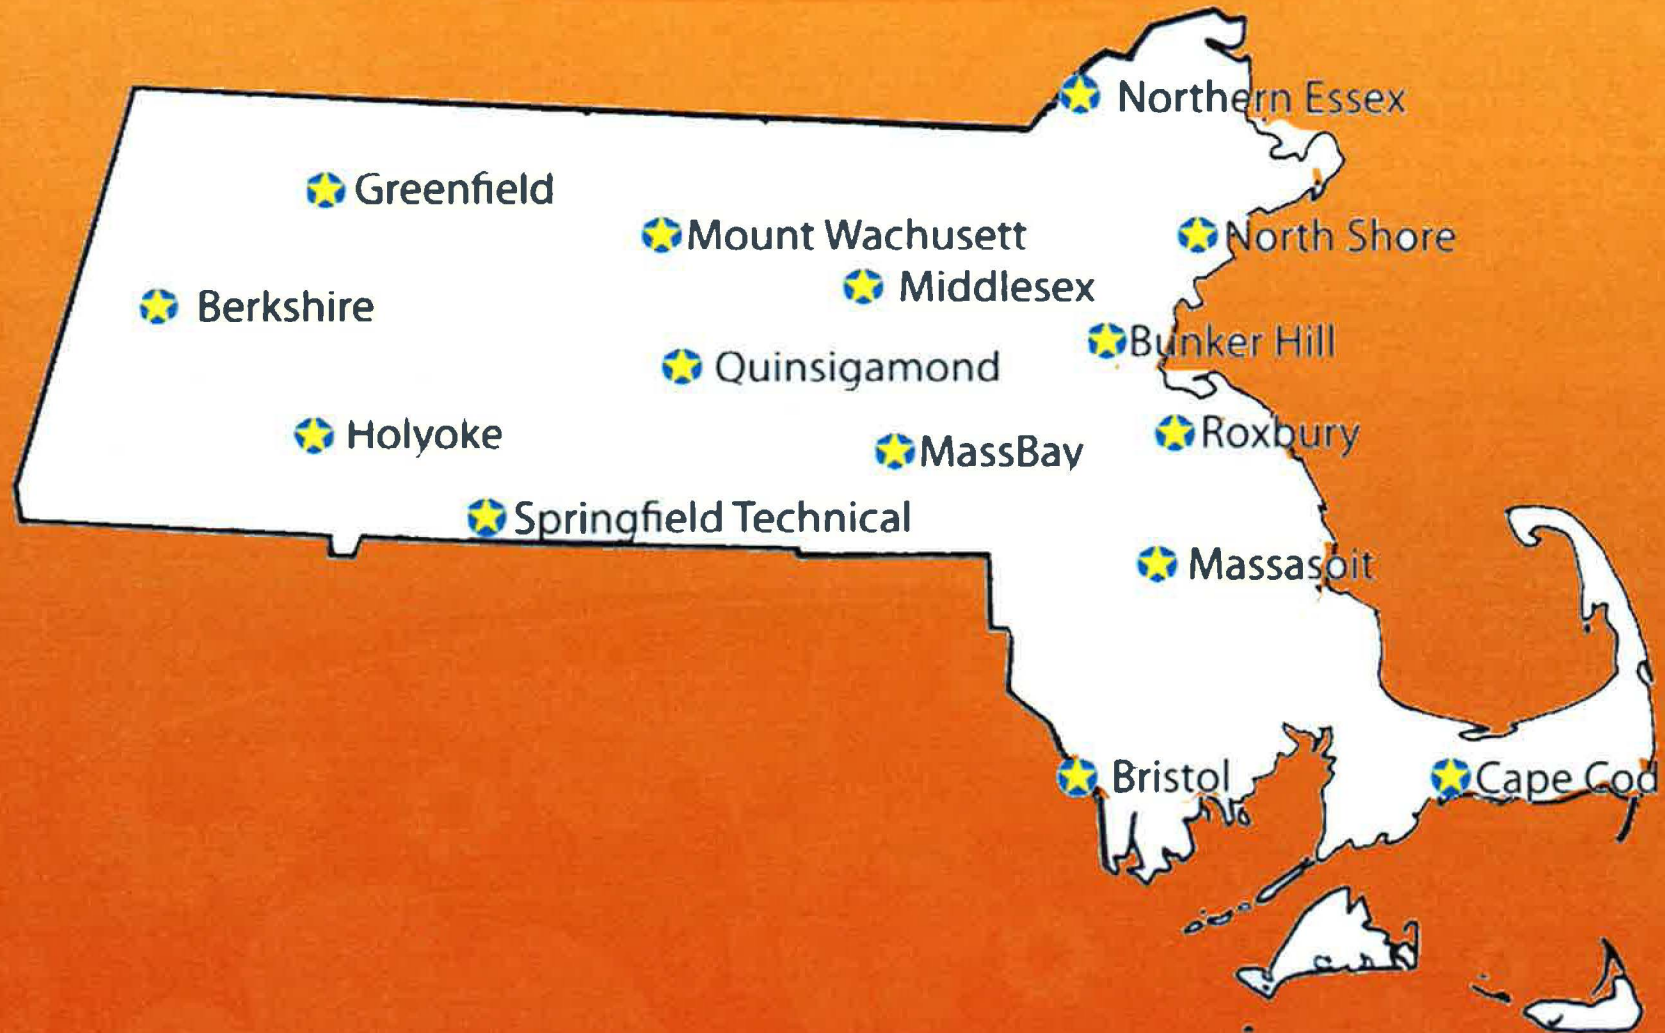 Northern Essex
Greenfield
Mount Wachusett
North Shore
Middlesex
Berkshire
Bunker Hill
Quinsigamond
Holyoke
Roxbury
MassBay
Springfield Technical
Massasoit
Bristol
Cape Cod